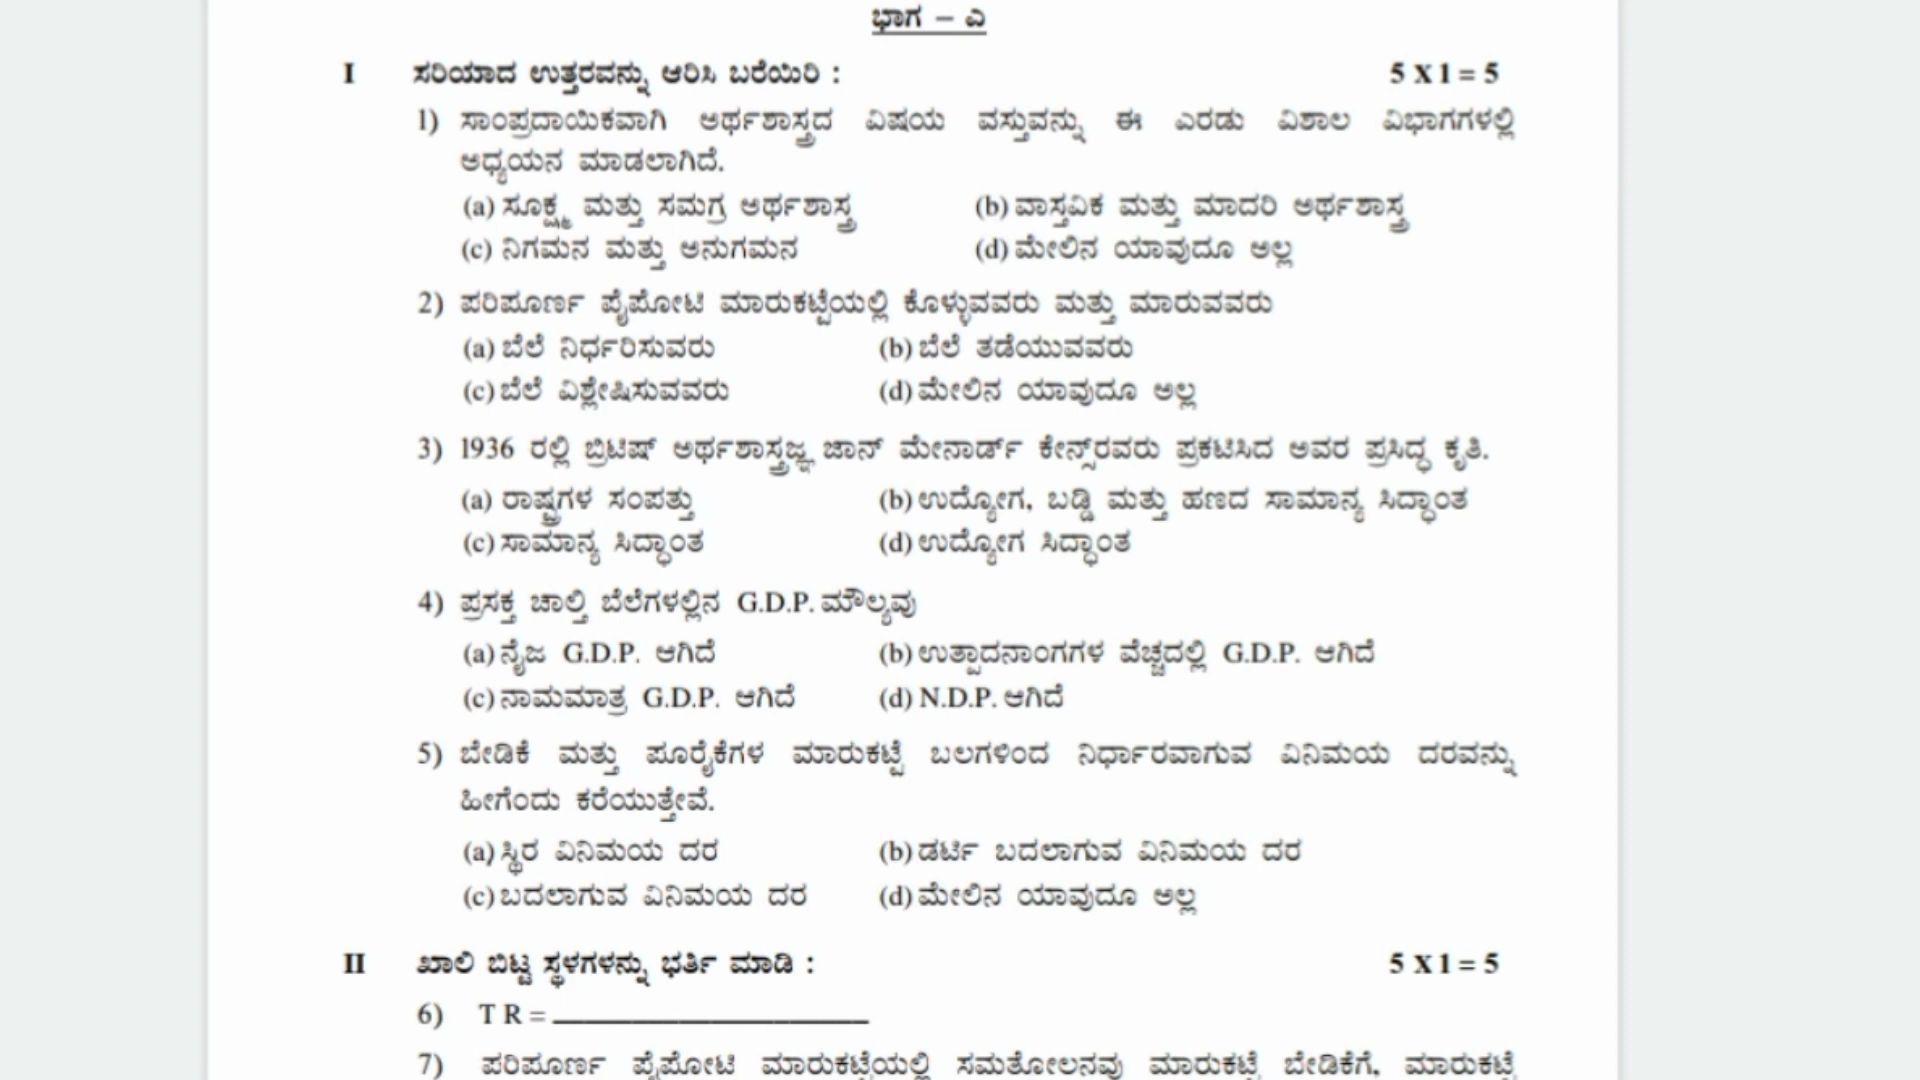 ಭಾಗ – ಎ
I ಸರಿಯಾದ ಉತ್ತರವನ್ನು ಆರಿಸಿ ಬರೆಯಿರಿ : 5 X 1 = 5
1) ಸಾಂಪ್ರದಾಯಿಕವಾಗಿ ಅರ್ಥಶಾಸ್ತ್ರದ ವಿಷಯ ವಸ್ತುವನ್ನು ಈ ಎರಡು ವಿಶಾಲ ವಿಭಾಗಗಳಲ್ಲಿ
ಅಧ್ಯಯನ ಮಾಡಲಾಗಿದೆ.
(a) ಸೂಕ್ಷ್ಮ ಮತ್ತು ಸಮಗ್ರ ಅರ್ಥಶಾಸ್ತ್ರ (b) ವಾಸ್ತವಿಕ ಮತ್ತು ಮಾದರಿ ಅರ್ಥಶಾಸ್ತ್ರ
(c) ನಿಗಮನ ಮತ್ತು ಅನುಗಮನ (d) ಮೇಲಿನ ಯಾವುದೂ ಅಲ್ಲ
2) ಪರಿಪೂರ್ಣ ಪೈಪೋಟಿ ಮಾರುಕಟ್ಟೆಯಲ್ಲಿ ಕೊಳ್ಳುವವರು ಮತ್ತು ಮಾರುವವರು
(a) ಬೆಲೆ ನಿರ್ಧರಿಸುವರು (b) ಬೆಲೆ ತಡೆಯುವವರು
(c) ಬೆಲೆ ವಿಶ್ಲೇಷಿಸುವವರು (d) ಮೇಲಿನ ಯಾವುದೂ ಅಲ್ಲ
3) 1936 ರಲ್ಲಿ ಬ್ರಿಟಿಷ್ ಅರ್ಥಶಾಸ್ತ್ರಜ್ಞ ಜಾನ್ ಮೇನಾರ್ಡ್ ಕೇನ್ಸ್‌ರವರು ಪ್ರಕಟಿಸಿದ ಅವರ ಪ್ರಸಿದ್ಧ ಕೃತಿ.
(a) ರಾಷ್ಟ್ರಗಳ ಸಂಪತ್ತು (b) ಉದ್ಯೋಗ, ಬಡ್ಡಿ ಮತ್ತು ಹಣದ ಸಾಮಾನ್ಯ ಸಿದ್ಧಾಂತ
(c) ಸಾಮಾನ್ಯ ಸಿದ್ಧಾಂತ (d) ಉದ್ಯೋಗ ಸಿದ್ಧಾಂತ
4) ಪ್ರಸಕ್ತ ಚಾಲ್ತಿ ಬೆಲೆಗಳಲ್ಲಿನ G.D.P. ಮೌಲ್ಯವು
(a) ನೈಜ G.D.P. ಆಗಿದೆ (b) ಉತ್ಪಾದನಾಂಗಗಳ ವೆಚ್ಚದಲ್ಲಿ G.D.P. ಆಗಿದೆ
(c) ನಾಮಮಾತ್ರ G.D.P. ಆಗಿದೆ (d) N.D.P. ಆಗಿದೆ
5) ಬೇಡಿಕೆ ಮತ್ತು ಪೂರೈಕೆಗಳ ಮಾರುಕಟ್ಟೆ ಬಲಗಳಿಂದ ನಿರ್ಧಾರವಾಗುವ ವಿನಿಮಯ ದರವನ್ನು
ಹೀಗೆಂದು ಕರೆಯುತ್ತೇವೆ.
(a) ಸ್ಥಿರ ವಿನಿಮಯ ದರ (b) ಡರ್ಟಿ ಬದಲಾಗುವ ವಿನಿಮಯ ದರ
(c) ಬದಲಾಗುವ ವಿನಿಮಯ ದರ (d) ಮೇಲಿನ ಯಾವುದೂ ಅಲ್ಲ
II ಖಾಲಿ ಬಿಟ್ಟ ಸ್ಥಳಗಳನ್ನು ಭರ್ತಿ ಮಾಡಿ : 5 X 1 = 5
6) T R = ____________________
7) ಪರಿಪೂರ್ಣ ಪೈಪೋಟಿ ಮಾರುಕಟ್ಟೆಯಲ್ಲಿ ಸಮತೋಲನವು ಮಾರುಕಟ್ಟೆ ಬೇಡಿಕೆಗೆ, ಮಾರುಕಟ್ಟೆ